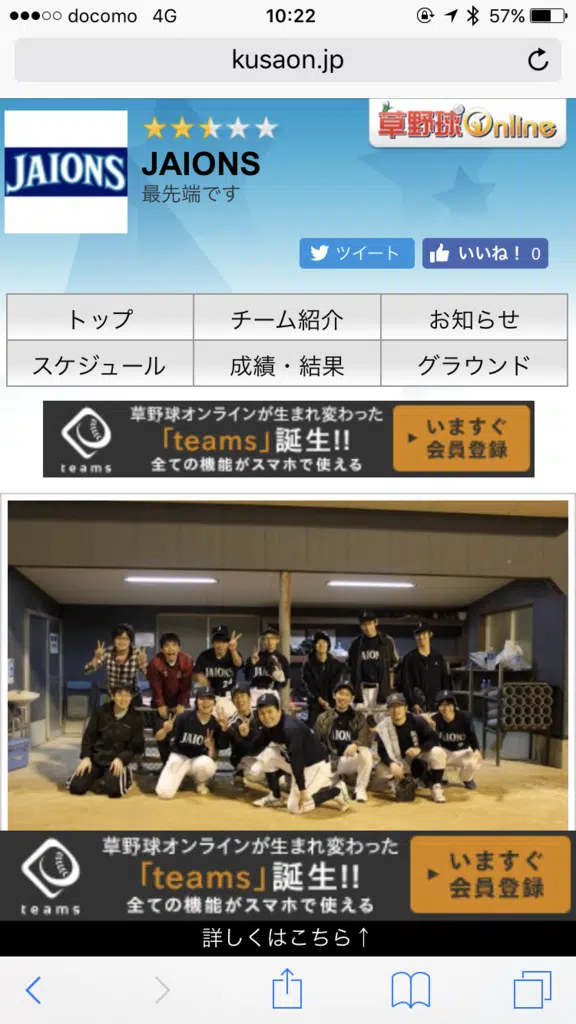 docomo 4G 10:22 57%
kusaon.jp
草野球Online
JAIONS
JAIONS
最先端です
ツイート
いいね！ 0
トップ
チーム紹介
お知らせ
スケジュール
成績・結果
グラウンド
草野球オンラインが生まれ変わった
「teams」誕生!!
全ての機能がスマホで使える
teams
いますぐ
会員登録
JAIONS
草野球オンラインが生まれ変わった
「teams」誕生!!
全ての機能がスマホで使える
teams
いますぐ
会員登録
詳しくはこちら↑